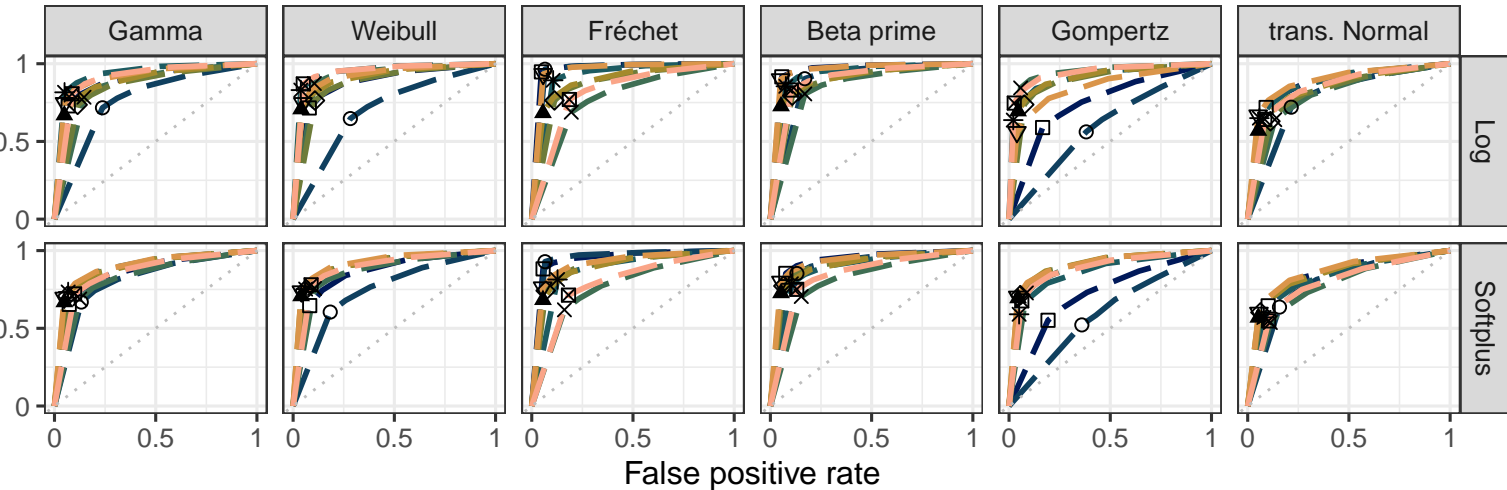 Gamma Weibull Fréchet Beta prime Gompertz trans. Normal
1
0.5
0
Log
1
0.5
0
Softplus
0 0.5 1 0 0.5 1 0 0.5 1 0 0.5 1 0 0.5 1 0 0.5 1
False positive rate